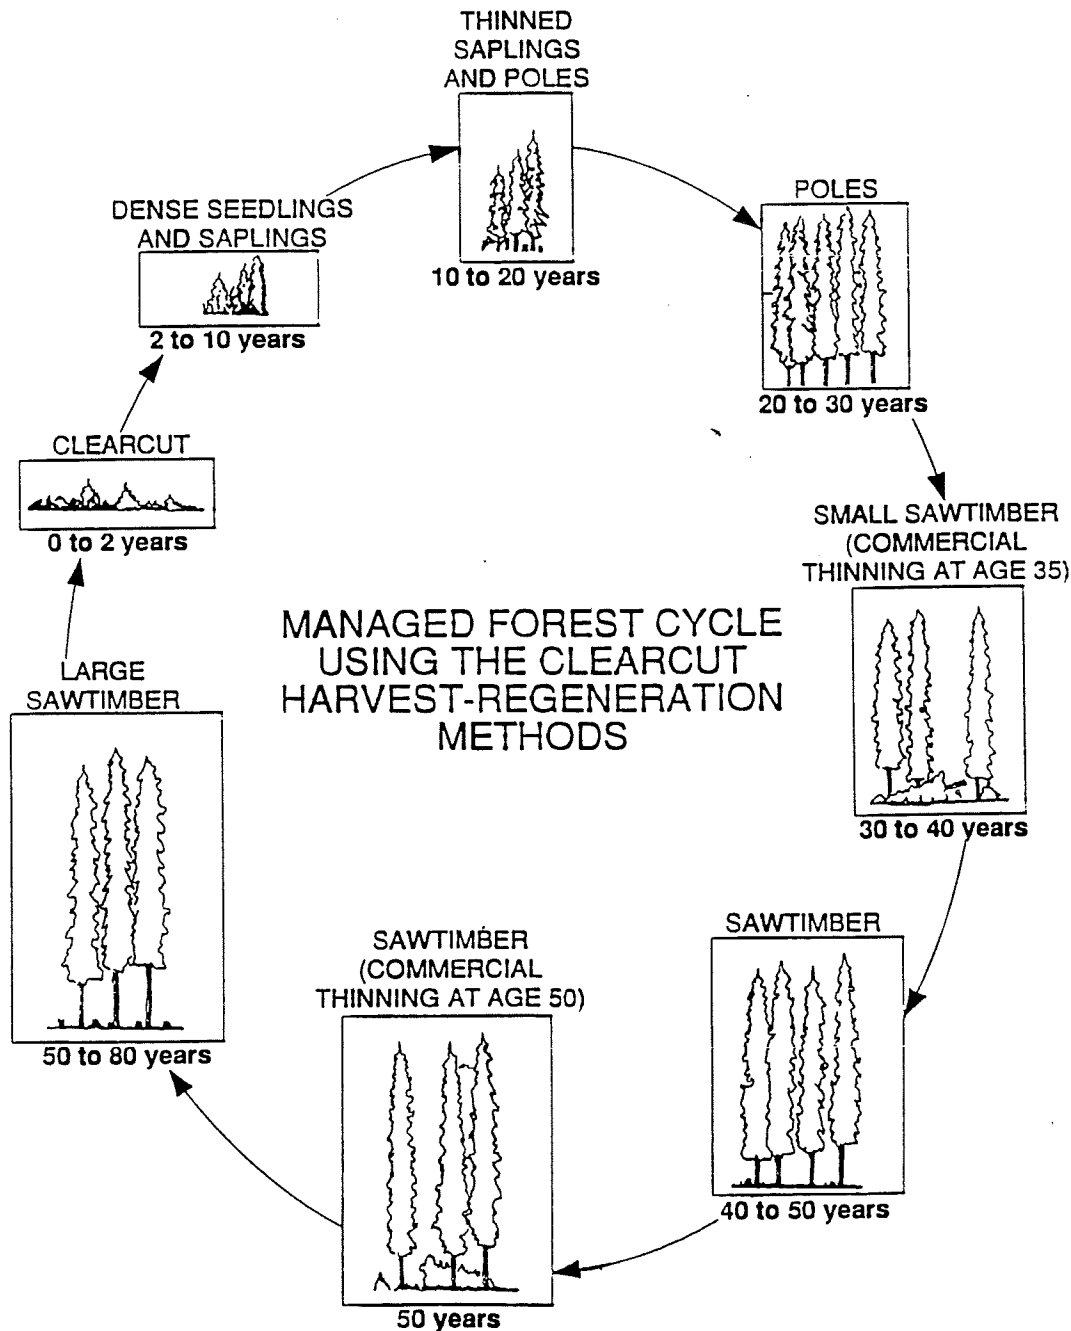 THINNED
SAPLINGS
AND POLES
10 to 20 years
POLES
20 to 30 years
SMALL SAWTIMBER
(COMMERCIAL
THINNING AT AGE 35)
30 to 40 years
SAWTIMBER
40 to 50 years
SAWTIMBER
(COMMERCIAL
THINNING AT AGE 50)
50 years
LARGE
SAWTIMBER
50 to 80 years
CLEARCUT
0 to 2 years
DENSE SEEDLINGS
AND SAPLINGS
2 to 10 years
MANAGED FOREST CYCLE
USING THE CLEARCUT
HARVEST-REGENERATION
METHODS